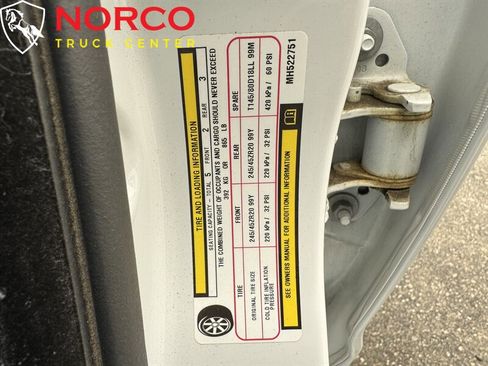 NORCO
TRUCK CENTER
TIRE AND LOADING INFORMATION
SEATING CAPACITY - TOTAL 5 FRONT 2 REAR 3
THE COMBINED WEIGHT OF OCCUPANTS AND CARGO SHOULD NEVER EXCEED
392 KG OR 865 LB
TIRE FRONT REAR SPARE
ORIGINAL TIRE SIZE 245/45ZR20 99Y 245/45ZR20 99Y T145/80D18LL 99M
COLD TIRE INFLATION PRESSURE 220 kPa / 32 PSI 220 kPa / 32 PSI 420 kPa / 60 PSI
SEE OWNERS MANUAL FOR ADDITIONAL INFORMATION
MH522751